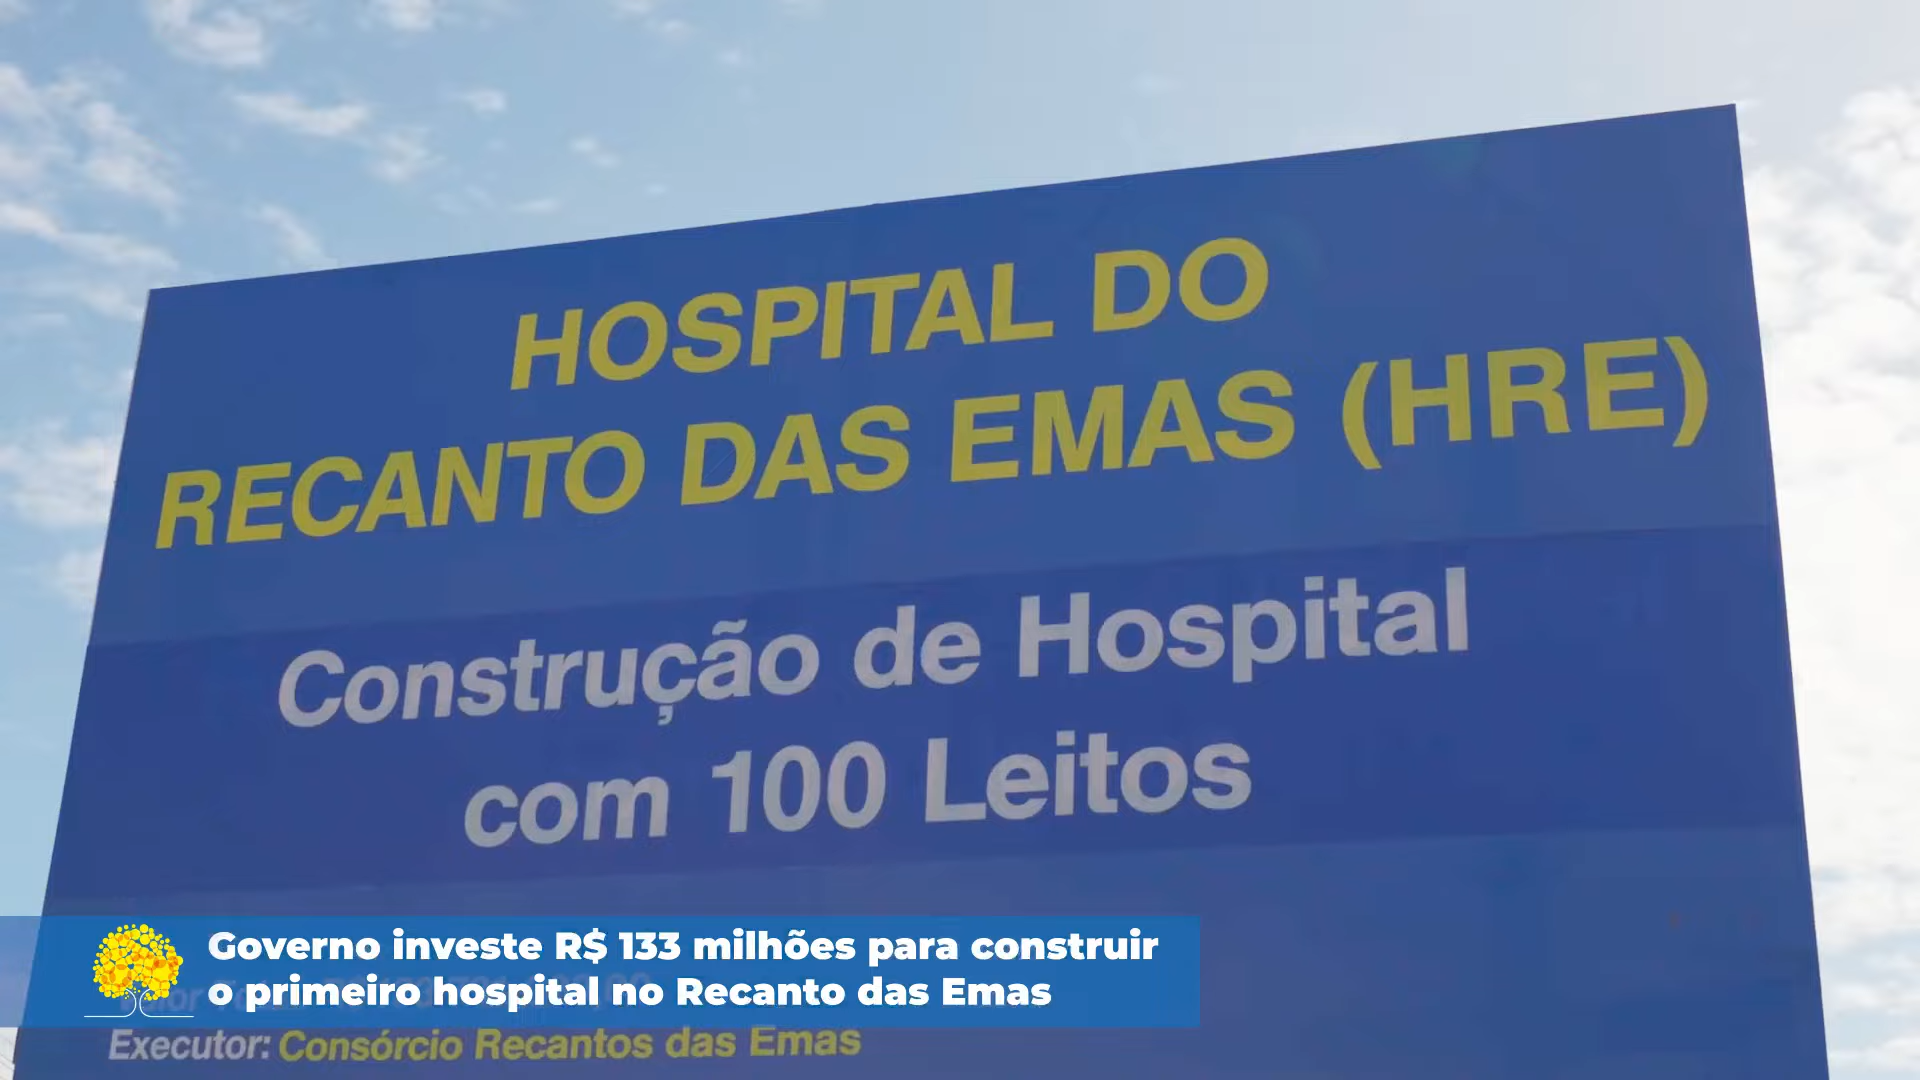 HOSPITAL DO
RECANTO DAS EMAS (HRE)
Construção de Hospital
com 100 Leitos
Governo investe R$ 133 milhões para construir
o primeiro hospital no Recanto das Emas
Executor: Consórcio Recantos das Emas